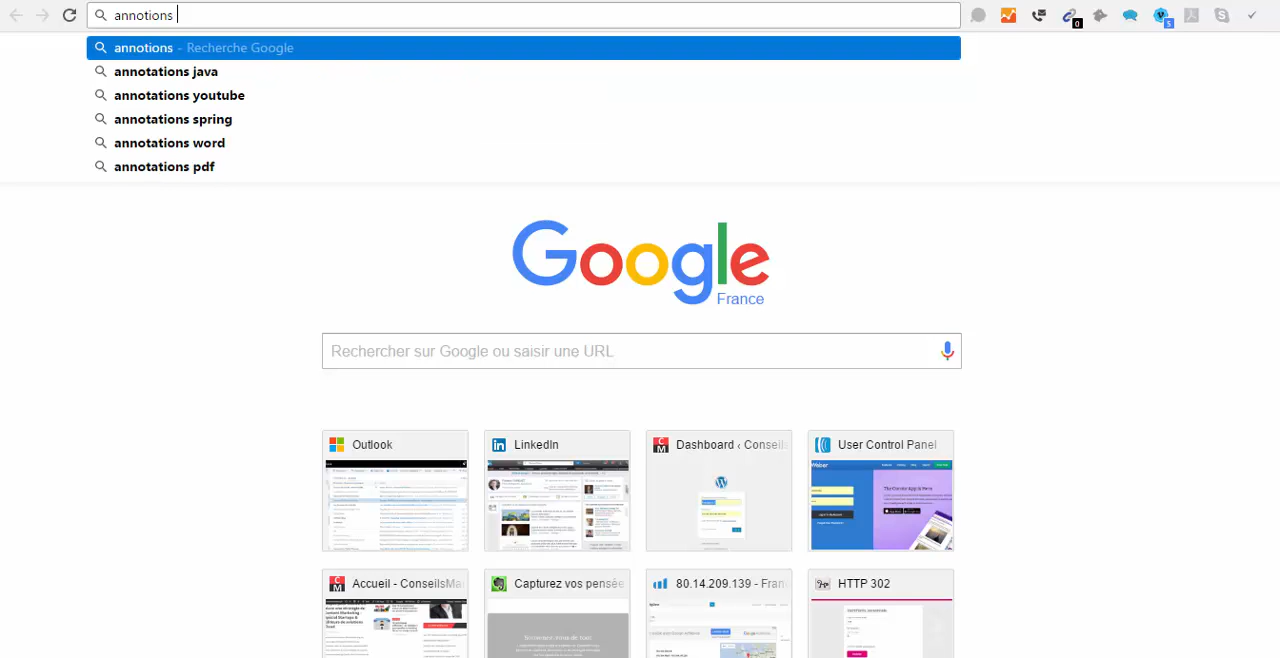 annotions
annotions - Recherche Google
annotations java
annotations youtube
annotations spring
annotations word
annotations pdf
Google
France
Rechercher sur Google ou saisir une URL
Outlook
LinkedIn
Dashboard ‹ Conseils
User Control Panel
Accueil - ConseilsMa
Capturez vos pensée
80.14.209.139 - Fran
HTTP 302